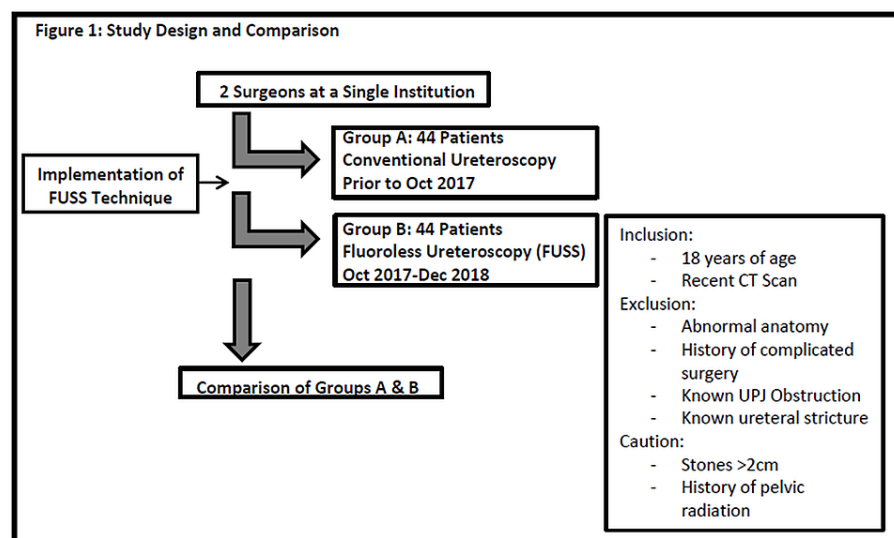 Figure 1: Study Design and Comparison
2 Surgeons at a Single Institution
Group A: 44 Patients
Conventional Ureteroscopy
Prior to Oct 2017
Implementation of
FUSS Technique
Group B: 44 Patients
Fluoroless Ureteroscopy (FUSS)
Oct 2017-Dec 2018
Comparison of Groups A & B
Inclusion:
- 18 years of age
- Recent CT Scan
Exclusion:
- Abnormal anatomy
- History of complicated
surgery
- Known UPJ Obstruction
- Known ureteral stricture
Caution:
- Stones >2cm
- History of pelvic
radiation